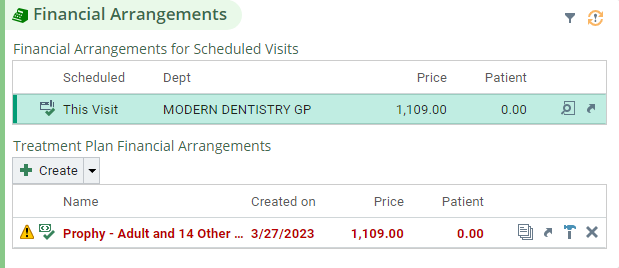 Financial Arrangements
Financial Arrangements for Scheduled Visits
Scheduled Dept Price Patient
This Visit MODERN DENTISTRY GP 1,109.00 0.00
Treatment Plan Financial Arrangements
Create
Name Created on Price Patient
Prophy - Adult and 14 Other ... 3/27/2023 1,109.00 0.00